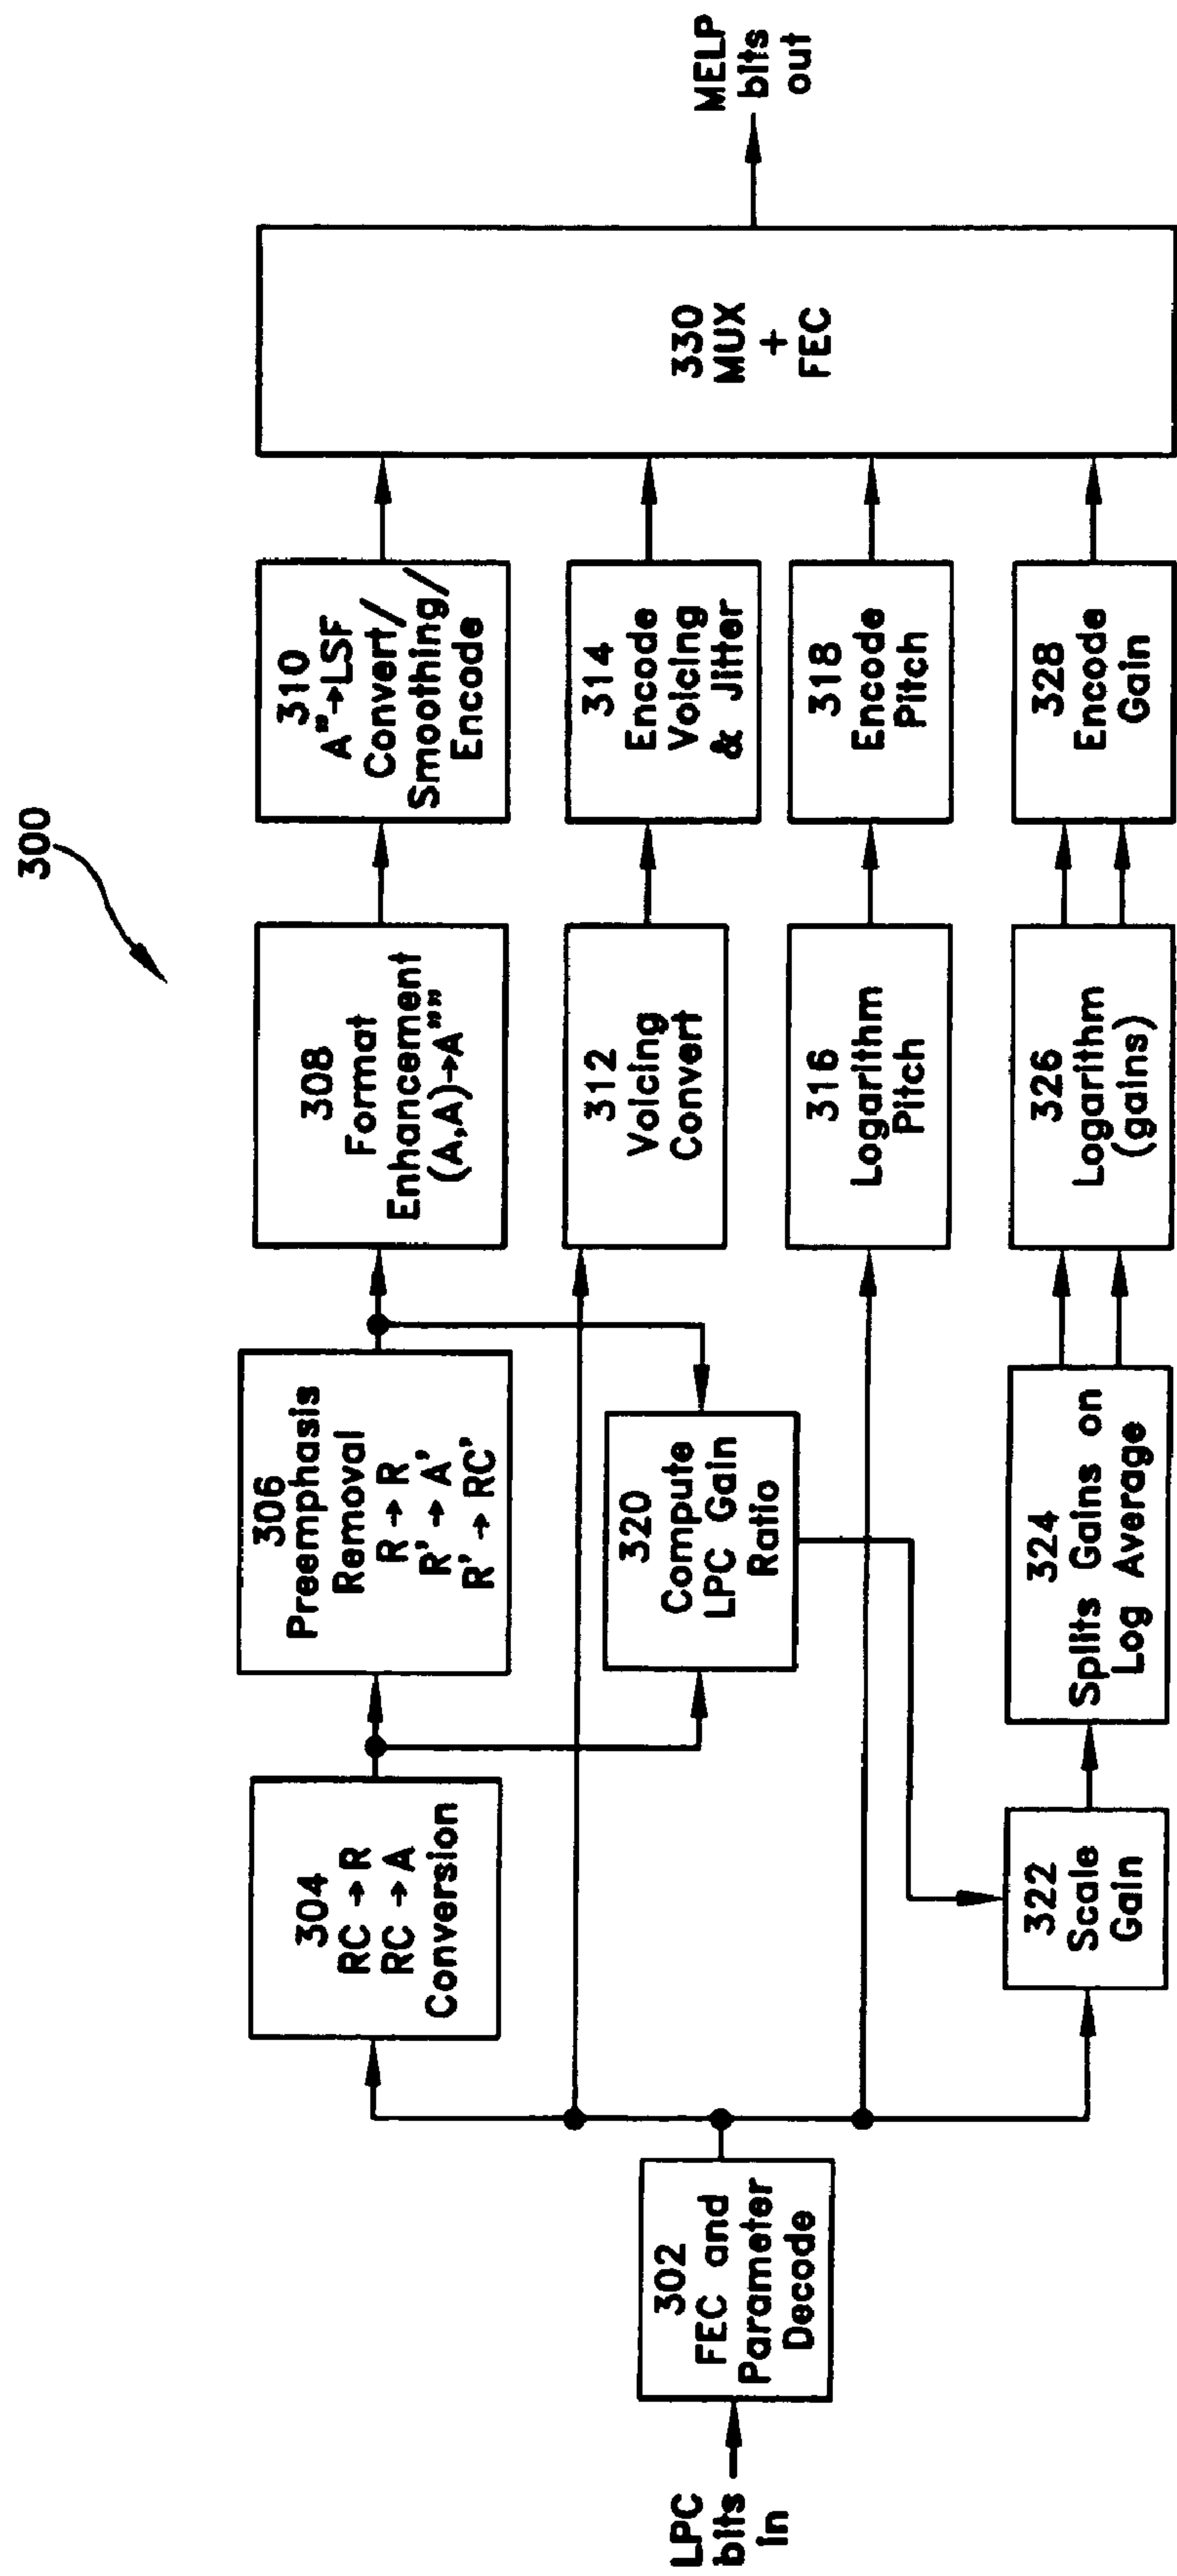 300
LPC
bits
in
302
FEC and
Parameter
Decode
304
RC → R
RC → A
Conversion
306
Preemphasis
Removal
R → R
R' → A'
R' → RC'
308
Format
Enhancement
(A,A)→A""
310
A"→LSF
Convert/
Smoothing/
Encode
312
Voicing
Convert
314
Encode
Voicing
& Jitter
316
Logarithm
Pitch
318
Encode
Pitch
320
Compute
LPC Gain
Ratio
322
Scale
Gain
324
Splits Gains on
Log Average
326
Logarithm
(gains)
328
Encode
Gain
330
MUX
+
FEC
MELP
bits
out